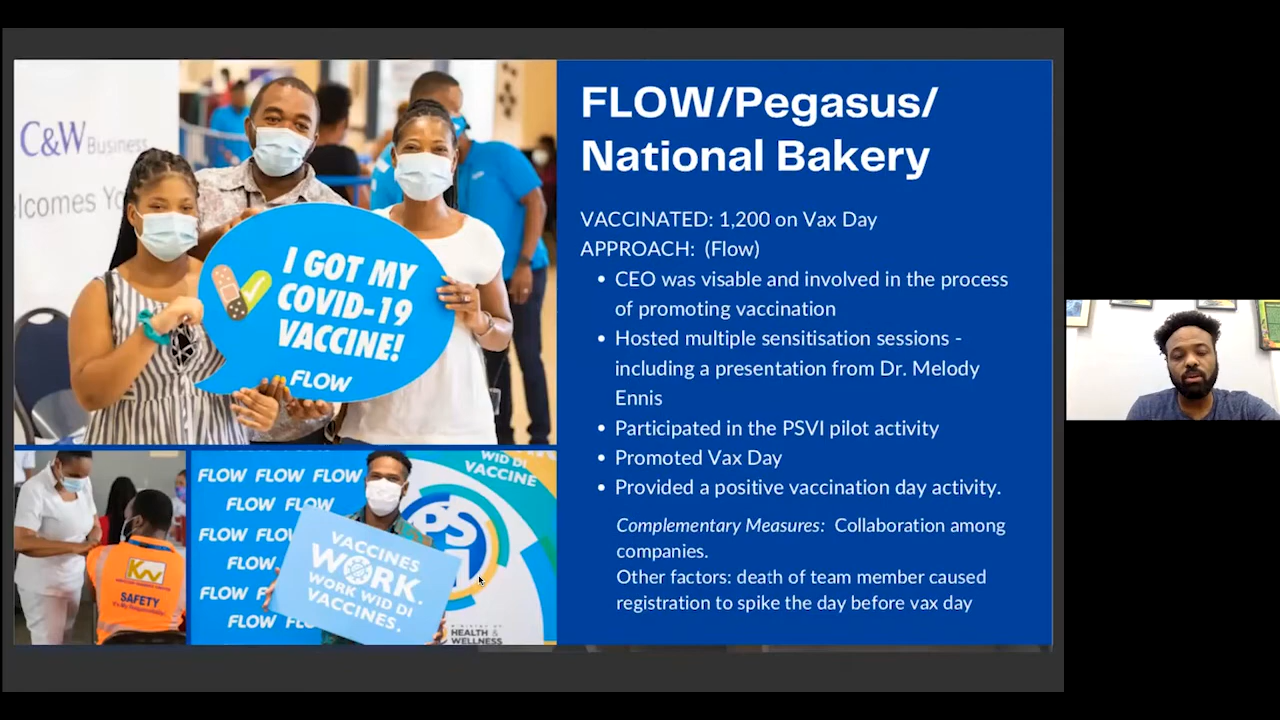 C&W Business
elcomes Yo
I GOT MY
COVID-19
VACCINE!
FLOW
KW
SAFETY
FLOW FLOW FLOW
FLOW FLOW
FLOW FLOW
FLOW
FLOW F
FLOW FL
WID DI
VACCINE
PS
VACCINES
WORK.
WORK WID DI
VACCINES.
MINISTRY OF
HEALTH &
WELLNESS
FLOW/Pegasus/
National Bakery
VACCINATED: 1,200 on Vax Day
APPROACH: (Flow)
• CEO was visable and involved in the process
of promoting vaccination
• Hosted multiple sensitisation sessions -
including a presentation from Dr. Melody
Ennis
• Participated in the PSVI pilot activity
• Promoted Vax Day
• Provided a positive vaccination day activity.
Complementary Measures: Collaboration among
companies.
Other factors: death of team member caused
registration to spike the day before vax day